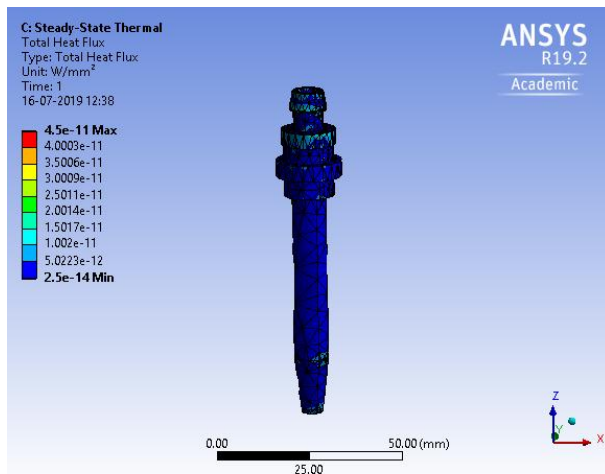 C: Steady-State Thermal
Total Heat Flux
Type: Total Heat Flux
Unit: W/mm²
Time: 1
16-07-2019 12:38
ANSYS
R19.2
Academic
4.5e-11 Max
4.0003e-11
3.5006e-11
3.0009e-11
2.5011e-11
2.0014e-11
1.5017e-11
1.002e-11
5.0223e-12
2.5e-14 Min
0.00
50.00 (mm)
25.00
Z
Y
X